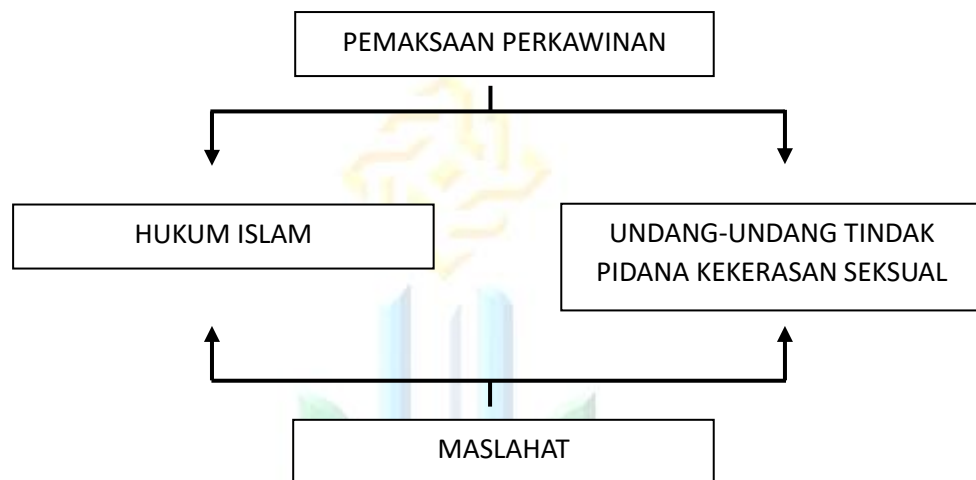 PEMAKSAAN PERKAWINAN
HUKUM ISLAM
UNDANG-UNDANG TINDAK
PIDANA KEKERASAN SEKSUAL
MASLAHAT